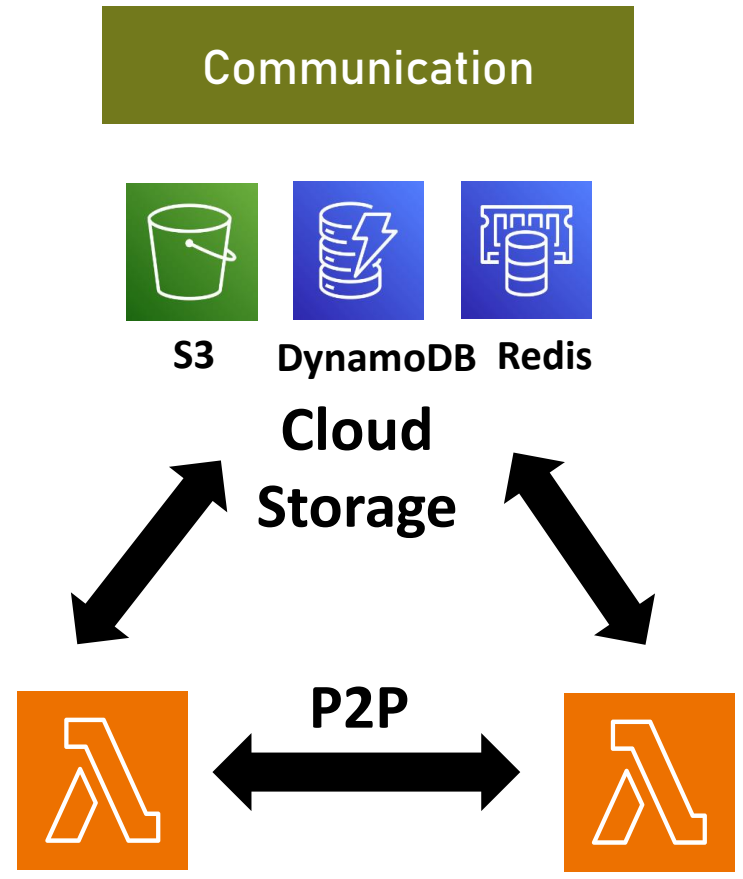 Communication
S3
DynamoDB
Redis
Cloud
Storage
P2P